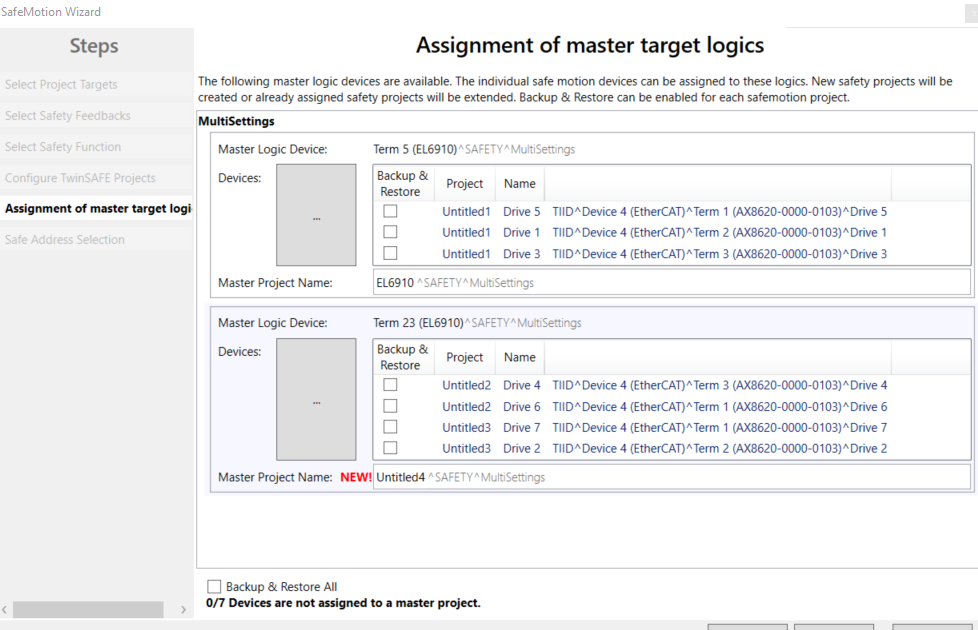 SafeMotion Wizard
Steps
Select Project Targets
Select Safety Feedbacks
Select Safety Function
Configure TwinSAFE Projects
Assignment of master target logi
Safe Address Selection
Assignment of master target logics
The following master logic devices are available. The individual safe motion devices can be assigned to these logics. New safety projects will be
created or already assigned safety projects will be extended. Backup & Restore can be enabled for each safemotion project.
MultiSettings
Master Logic Device: Term 5 (EL6910)^SAFETY^MultiSettings
Devices: ...
Backup & Restore Project Name
Untitled1 Drive 5 TIID^Device 4 (EtherCAT)^Term 1 (AX8620-0000-0103)^Drive 5
Untitled1 Drive 1 TIID^Device 4 (EtherCAT)^Term 2 (AX8620-0000-0103)^Drive 1
Untitled1 Drive 3 TIID^Device 4 (EtherCAT)^Term 3 (AX8620-0000-0103)^Drive 3
Master Project Name: EL6910 ^SAFETY^MultiSettings
Master Logic Device: Term 23 (EL6910)^SAFETY^MultiSettings
Devices: ...
Backup & Restore Project Name
Untitled2 Drive 4 TIID^Device 4 (EtherCAT)^Term 3 (AX8620-0000-0103)^Drive 4
Untitled2 Drive 6 TIID^Device 4 (EtherCAT)^Term 1 (AX8620-0000-0103)^Drive 6
Untitled3 Drive 7 TIID^Device 4 (EtherCAT)^Term 1 (AX8620-0000-0103)^Drive 7
Untitled3 Drive 2 TIID^Device 4 (EtherCAT)^Term 2 (AX8620-0000-0103)^Drive 2
Master Project Name: NEW! Untitled4 ^SAFETY^MultiSettings
Backup & Restore All
0/7 Devices are not assigned to a master project.